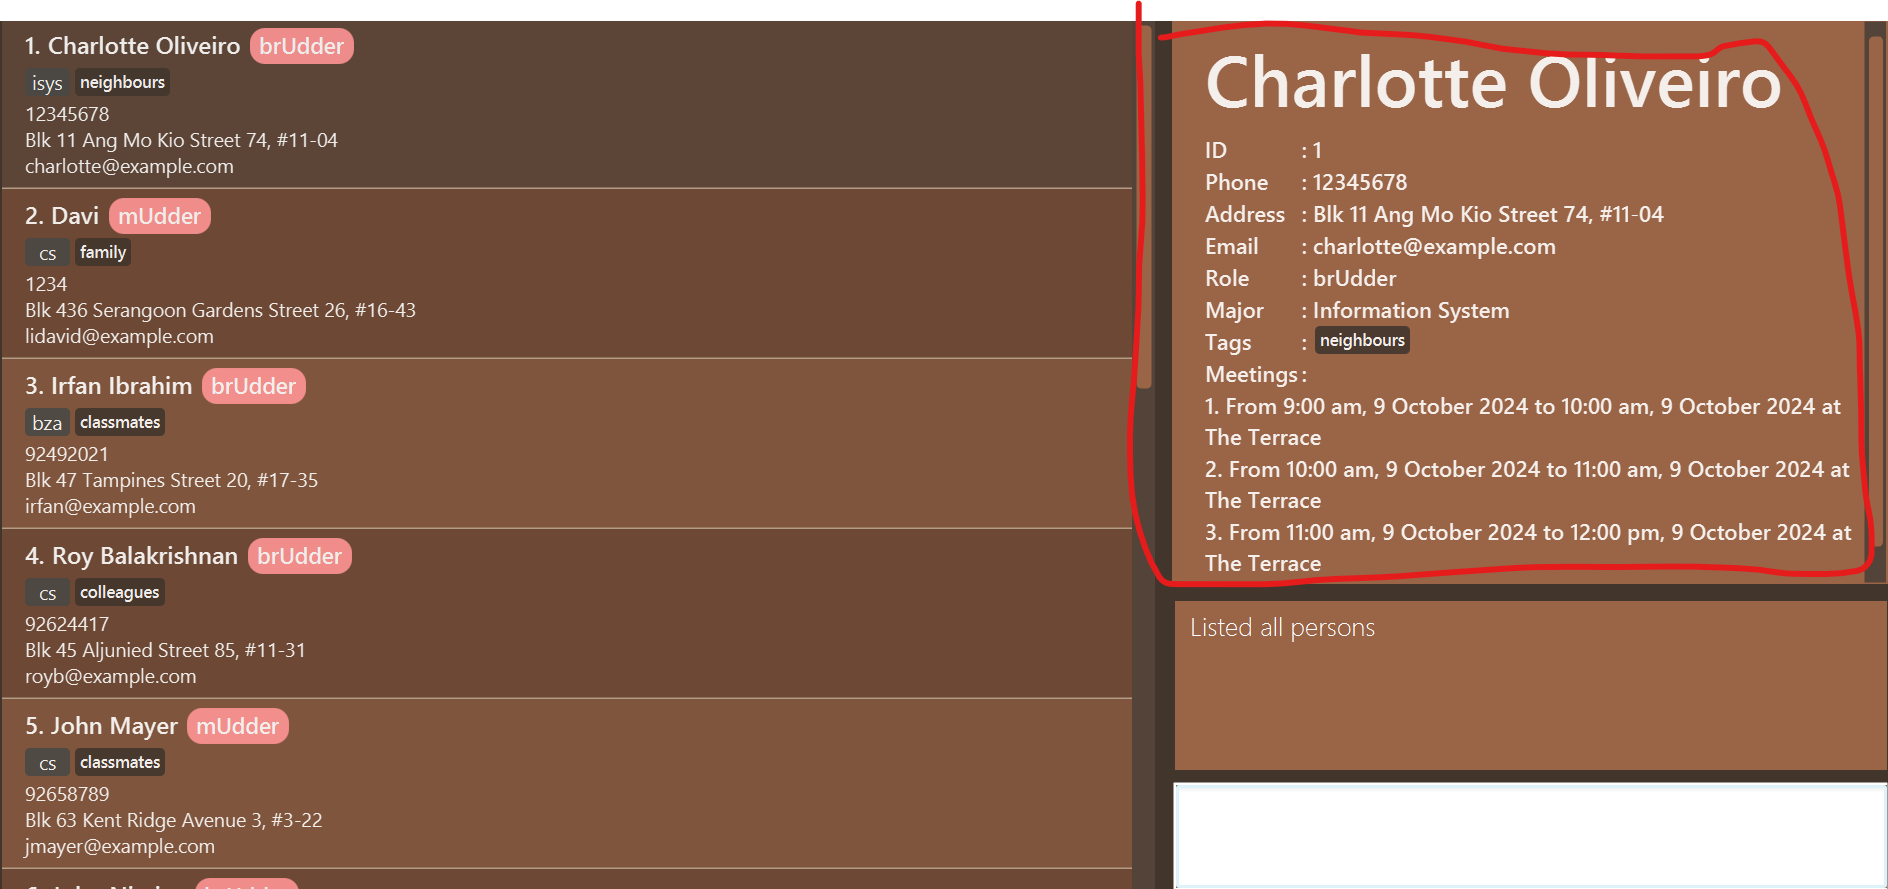 1. Charlotte Oliveiro brUdder
isys neighbours
12345678
Blk 11 Ang Mo Kio Street 74, #11-04
charlotte@example.com
2. Davi mUdder
cs family
1234
Blk 436 Serangoon Gardens Street 26, #16-43
lidavid@example.com
3. Irfan Ibrahim brUdder
bza classmates
92492021
Blk 47 Tampines Street 20, #17-35
irfan@example.com
4. Roy Balakrishnan brUdder
cs colleagues
92624417
Blk 45 Aljunied Street 85, #11-31
royb@example.com
5. John Mayer mUdder
cs classmates
92658789
Blk 63 Kent Ridge Avenue 3, #3-22
jmayer@example.com
Charlotte Oliveiro
ID : 1
Phone : 12345678
Address : Blk 11 Ang Mo Kio Street 74, #11-04
Email : charlotte@example.com
Role : brUdder
Major : Information System
Tags : neighbours
Meetings :
1. From 9:00 am, 9 October 2024 to 10:00 am, 9 October 2024 at
The Terrace
2. From 10:00 am, 9 October 2024 to 11:00 am, 9 October 2024 at
The Terrace
3. From 11:00 am, 9 October 2024 to 12:00 pm, 9 October 2024 at
The Terrace
Listed all persons